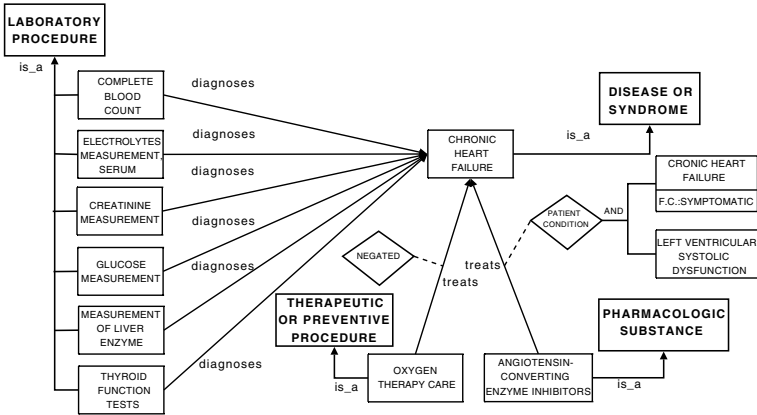 LABORATORY
PROCEDURE
is_a
COMPLETE
BLOOD
COUNT
diagnoses
ELECTROLYTES
MEASUREMENT,
SERUM
diagnoses
CREATININE
MEASUREMENT
diagnoses
GLUCOSE
MEASUREMENT
diagnoses
MEASUREMENT
OF LIVER
ENZYME
diagnoses
THYROID
FUNCTION
TESTS
diagnoses
CHRONIC
HEART
FAILURE
is_a
DISEASE OR
SYNDROME
PATIENT
CONDITION
AND
CRONIC HEART
FAILURE
F.C.:SYMPTOMATIC
LEFT VENTRICULAR
SYSTOLIC
DYSFUNCTION
NEGATED
treats
treats
THERAPEUTIC
OR PREVENTIVE
PROCEDURE
is_a
OXYGEN
THERAPY CARE
ANGIOTENSIN-
CONVERTING
ENZYME INHIBITORS
is_a
PHARMACOLOGIC
SUBSTANCE